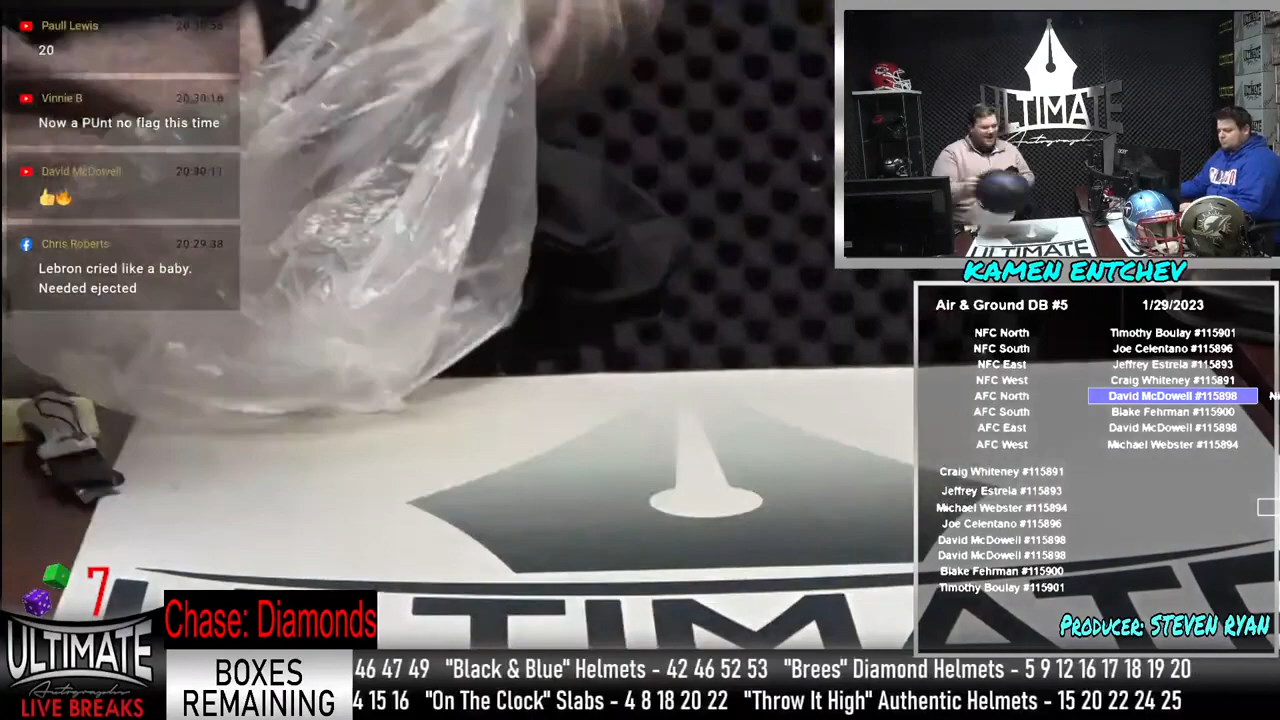 Paull Lewis 20:30:56
20
Vinnie B 20:30:16
Now a PUnt no flag this time
David McDowell 20:30:11
👍🔥
Chris Roberts 20:29:38
Lebron cried like a baby.
Needed ejected
ULTIMATE
KAMEN ENTCHEV
Air & Ground DB #5 1/29/2023
NFC North Timothy Boulay #115901
NFC South Joe Celentano #115896
NFC East Jeffrey Estrela #115893
NFC West Craig Whiteney #115891
AFC North David McDowell #115898
AFC South Blake Fehrman #115900
AFC East David McDowell #115898
AFC West Michael Webster #115894
Craig Whiteney #115891
Jeffrey Estrela #115893
Michael Webster #115894
Joe Celentano #115896
David McDowell #115898
David McDowell #115898
Blake Fehrman #115900
Timothy Boulay #115901
Producer: STEVEN RYAN
7
ULTIMATE
Autographs
LIVE BREAKS
Chase: Diamonds
BOXES
REMAINING
46 47 49 "Black & Blue" Helmets - 42 46 52 53 "Brees" Diamond Helmets - 5 9 12 16 17 18 19 20
4 15 16 "On The Clock" Slabs - 4 8 18 20 22 "Throw It High" Authentic Helmets - 15 20 22 24 25